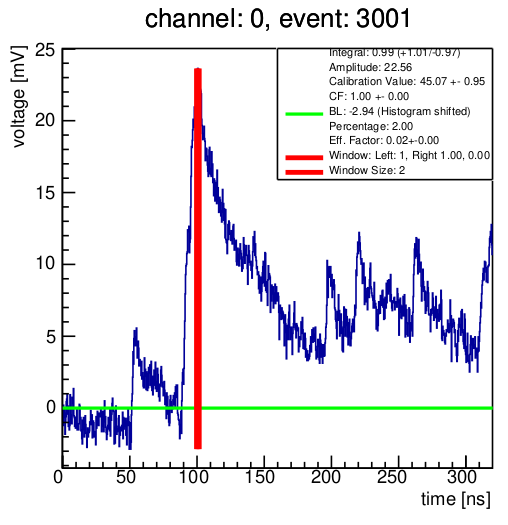 channel: 0, event: 3001
voltage [mV]
25
20
15
10
5
0
Integral: 0.99 (+1.01/-0.97)
Amplitude: 22.56
Calibration Value: 45.07 +- 0.95
CF: 1.00 +- 0.00
BL: -2.94 (Histogram shifted)
Percentage: 2.00
Eff. Factor: 0.02+-0.00
Window: Left: 1, Right 1.00, 0.00
Window Size: 2
0 50 100 150 200 250 300
time [ns]